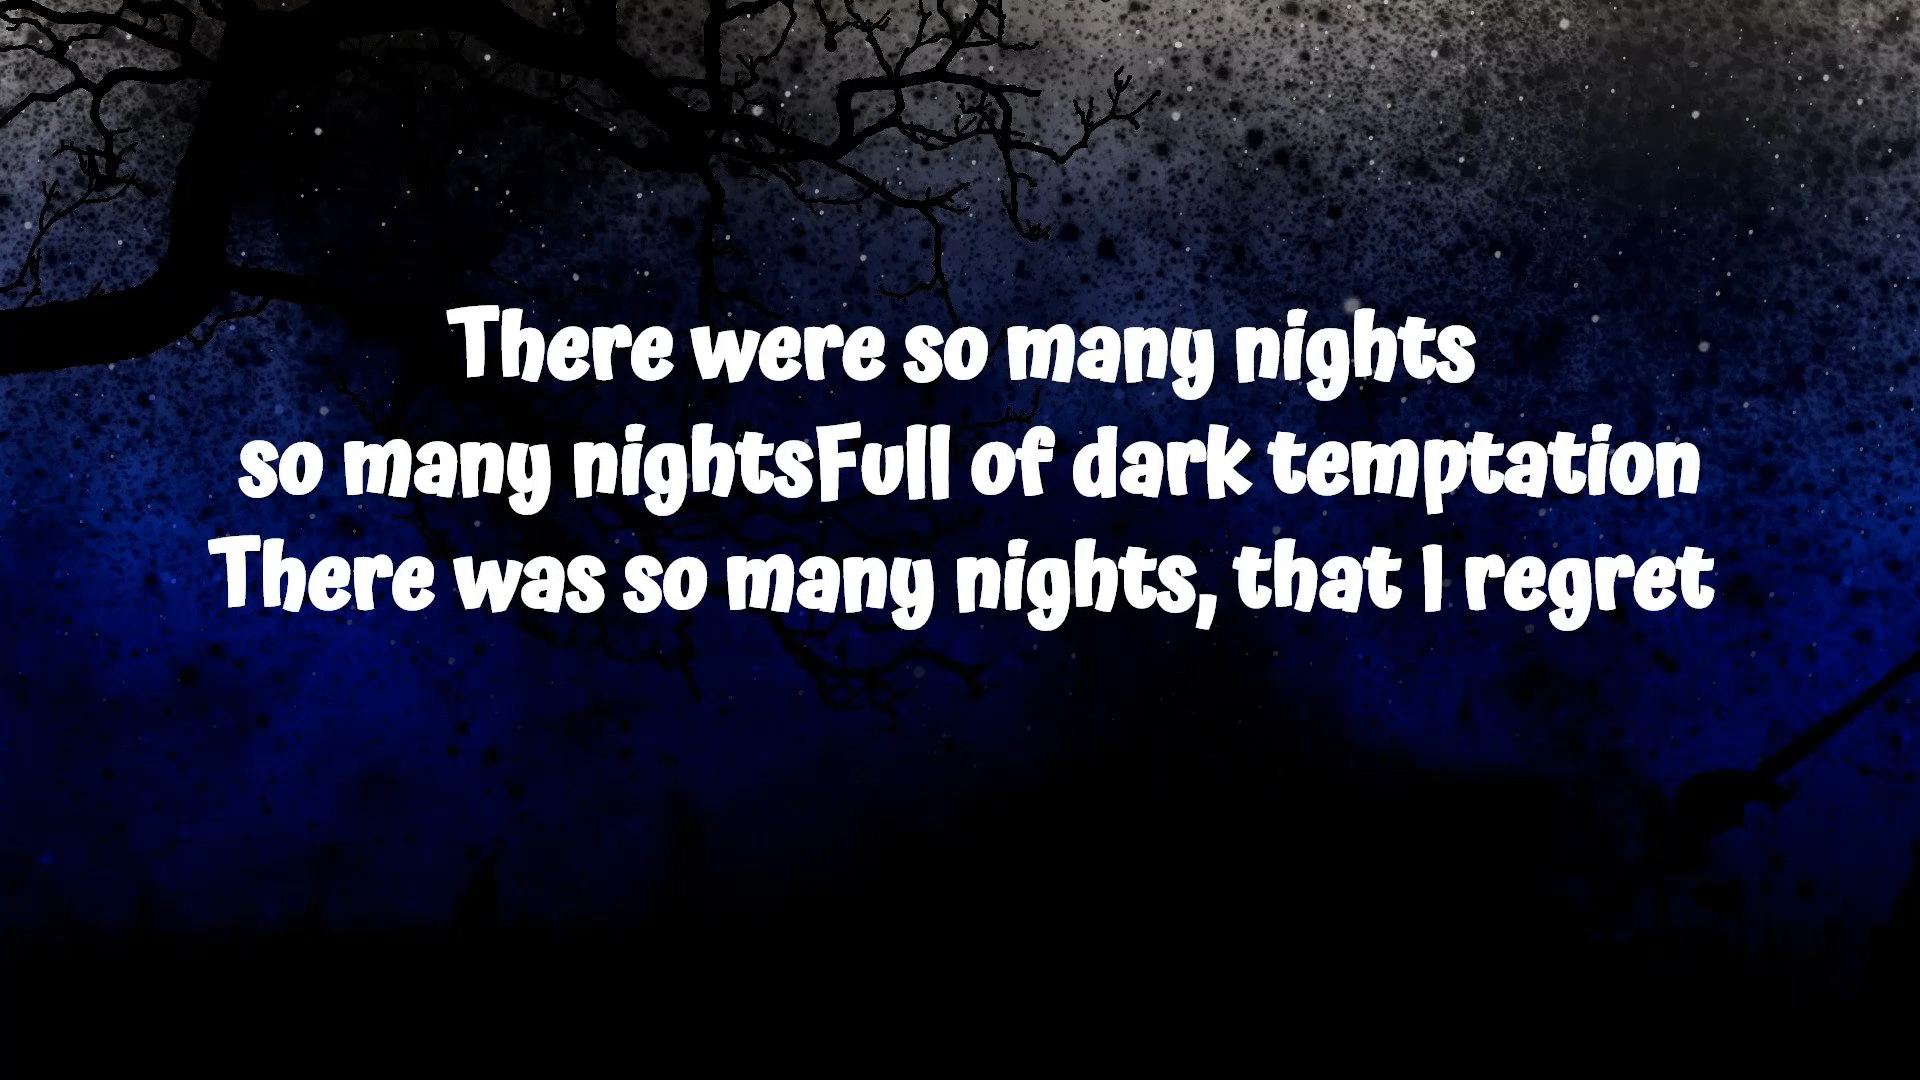 There were so many nights
so many nightsFull of dark temptation
There was so many nights, that I regret